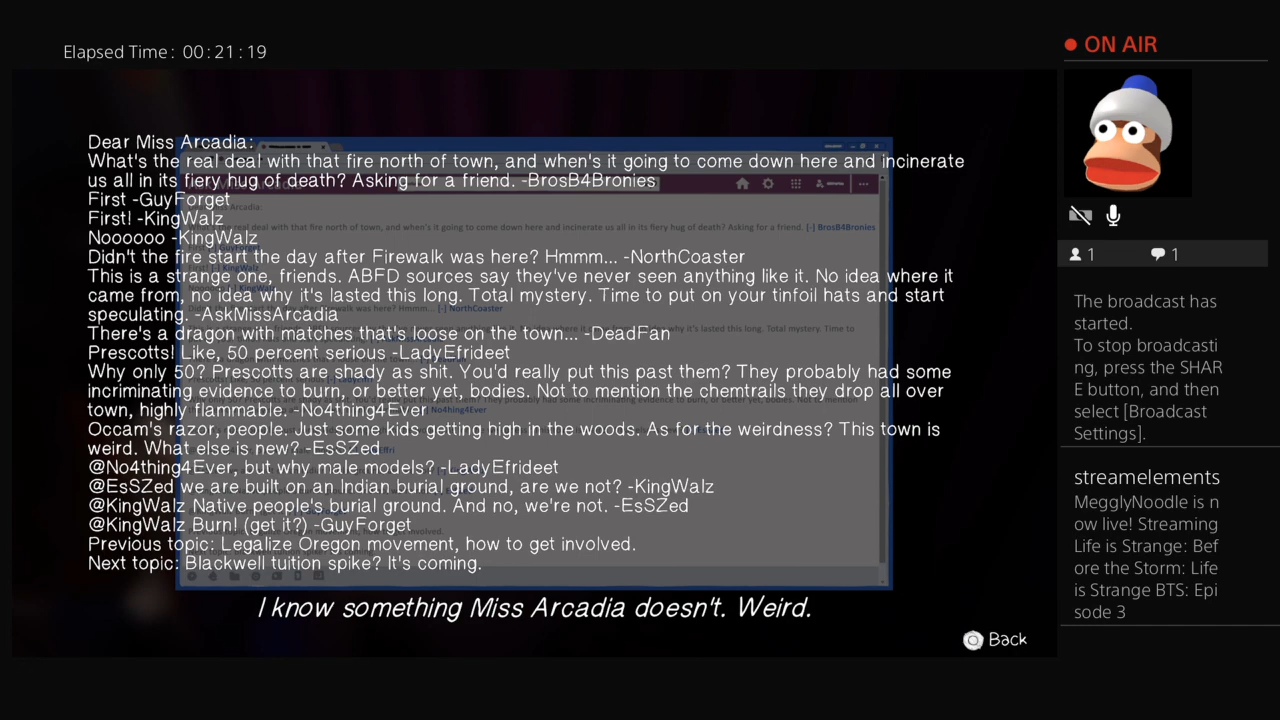 Elapsed Time: 00:21:19
ON AIR
Dear Miss Arcadia:
What's the real deal with that fire north of town, and when's it going to come down here and incinerate
us all in its fiery hug of death? Asking for a friend. -BrosB4Bronies
First -GuyForget
First! -KingWalz
Noooooo -KingWalz
Didn't the fire start the day after Firewalk was here? Hmmm... -NorthCoaster
This is a strange one, friends. ABFD sources say they've never seen anything like it. No idea where it
came from, no idea why it's lasted this long. Total mystery. Time to put on your tinfoil hats and start
speculating. -AskMissArcadia
There's a dragon with matches that's loose on the town... -DeadFan
Prescotts! Like, 50 percent serious -LadyEfrideet
Why only 50? Prescotts are shady as shit. You'd really put this past them? They probably had some
incriminating evidence to burn, or better yet, bodies. Not to mention the chemtrails they drop all over
town, highly flammable. -No4thing4Ever
Occam's razor, people. Just some kids getting high in the woods. As for the weirdness? This town is
weird. What else is new? -EsSZed
@No4thing4Ever, but why male models? -LadyEfrideet
@EsSZed we are built on an Indian burial ground, are we not? -KingWalz
@KingWalz Native people's burial ground. And no, we're not. -EsSZed
@KingWalz Burn! (get it?) -GuyForget
Previous topic: Legalize Oregon movement, how to get involved.
Next topic: Blackwell tuition spike? It's coming.
I know something Miss Arcadia doesn't. Weird.
Back
1
1
The broadcast has
started.
To stop broadcasti
ng, press the SHAR
E button, and then
select [Broadcast
Settings].
streamelements
MegglyNoodle is n
ow live! Streaming
Life is Strange: Bef
ore the Storm: Life
is Strange BTS: Epi
sode 3